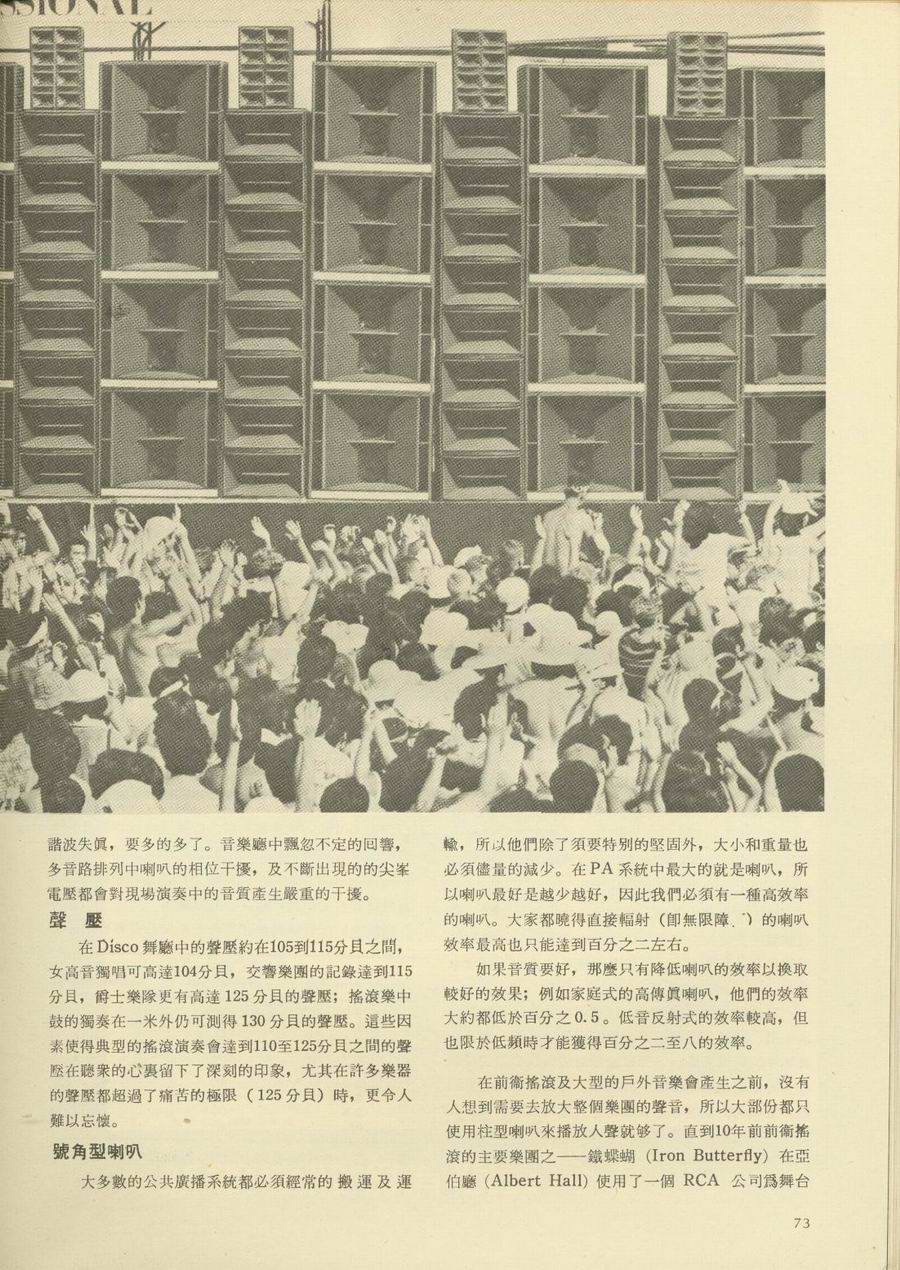 SSIONAL
諧波失眞，要多的多了。音樂廳中飄忽不定的回響，
多音路排列中喇叭的相位干擾，及不斷出現的的尖峯
電壓都會對現場演奏中的音質產生嚴重的干擾。
聲　壓
在 Disco 舞廳中的聲壓約在105到115分貝之間，
女高音獨唱可高達104分貝，交響樂團的記錄達到115
分貝，爵士樂隊更有高達 125 分貝的聲壓；搖滾樂中
鼓的獨奏在一米外仍可測得 130 分貝的聲壓。這些因
素使得典型的搖滾演奏會達到110至125分貝之間的聲
壓在聽衆的心裏留下了深刻的印象，尤其在許多樂器
的聲壓都超過了痛苦的極限（125 分貝）時，更令人
難以忘懷。
號角型喇叭
大多數的公共廣播系統都必須經常的 搬 運 及 運
輸，所以他們除了須要特别的堅固外，大小和重量也
必須儘量的減少。在 PA 系統中最大的就是喇叭，所
以喇叭最好是越少越好，因此我們必須有一種高效率
的喇叭。大家都曉得直接輻射（卽無限障 ）的喇叭
效率最高也只能達到百分之二左右。
如果音質要好，那麼只有降低喇叭的效率以換取
較好的效果；例如家庭式的高傳眞喇叭，他們的效率
大約都低於百分之 0.5 。低音反射式的效率較高，但
也限於低頻時才能獲得百分之二至八的效率。
在前衞搖滾及大型的戶外音樂會產生之前，沒有
人想到需要去放大整個樂團的聲音，所以大部份都只
使用柱型喇叭來播放人聲就够了。直到10年前前衞搖
滾的主要樂團之一——鐵蝶蝴（Iron Butterfly）在亞
伯廳（Albert Hall）使用了一個 RCA 公司爲舞台
73